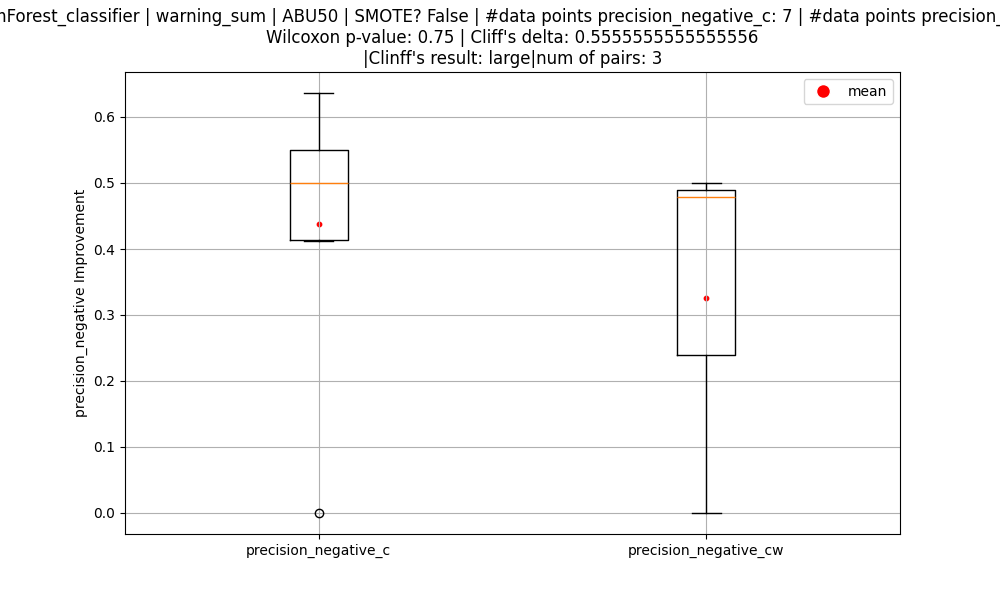 nForest_classifier | warning_sum | ABU50 | SMOTE? False | #data points precision_negative_c: 7 | #data points precision_
Wilcoxon p-value: 0.75 | Cliff's delta: 0.5555555555555556
|Clinff's result: large|num of pairs: 3
mean
0.6
0.5
0.4
0.3
0.2
0.1
0.0
precision_negative Improvement
precision_negative_c
precision_negative_cw